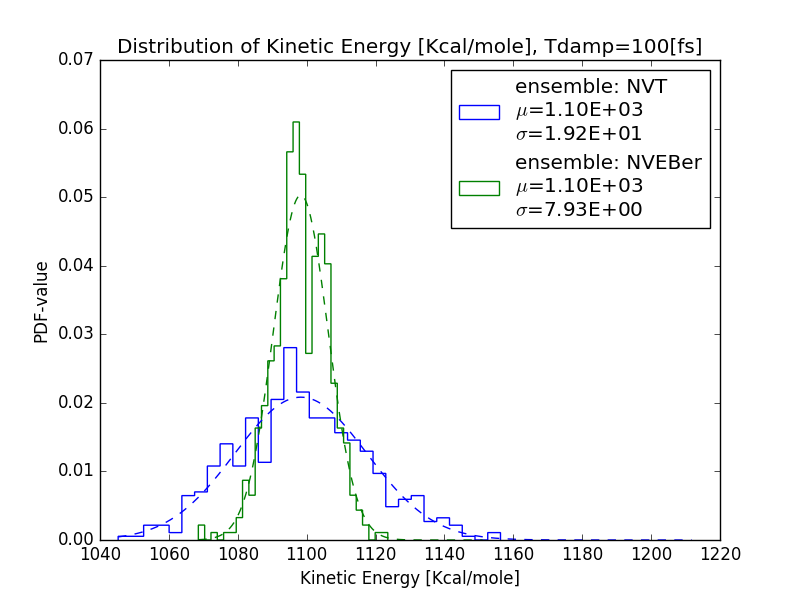 Distribution of Kinetic Energy [Kcal/mole], Tdamp=100[fs]
0.07
0.06
0.05
0.04
0.03
0.02
0.01
0.00
PDF-value
ensemble: NVT
μ=1.10E+03
σ=1.92E+01
ensemble: NVEBer
μ=1.10E+03
σ=7.93E+00
1040 1060 1080 1100 1120 1140 1160 1180 1200 1220
Kinetic Energy [Kcal/mole]